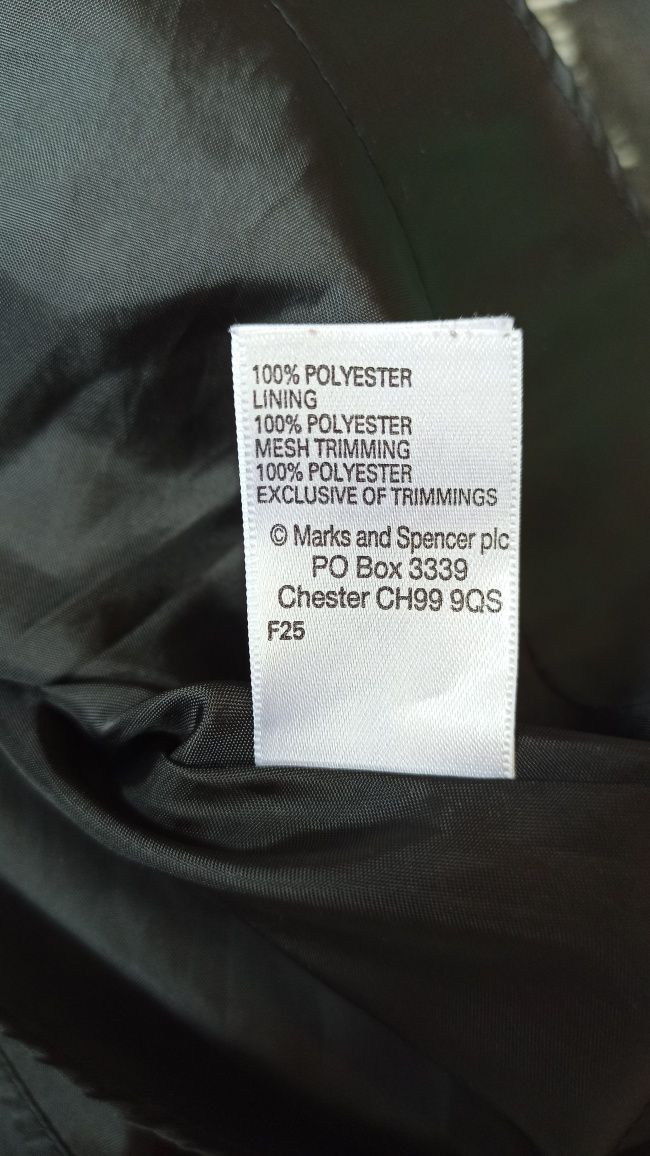 100% POLYESTER
LINING
100% POLYESTER
MESH TRIMMING
100% POLYESTER
EXCLUSIVE OF TRIMMINGS
© Marks and Spencer plc
PO Box 3339
Chester CH99 9QS
F25